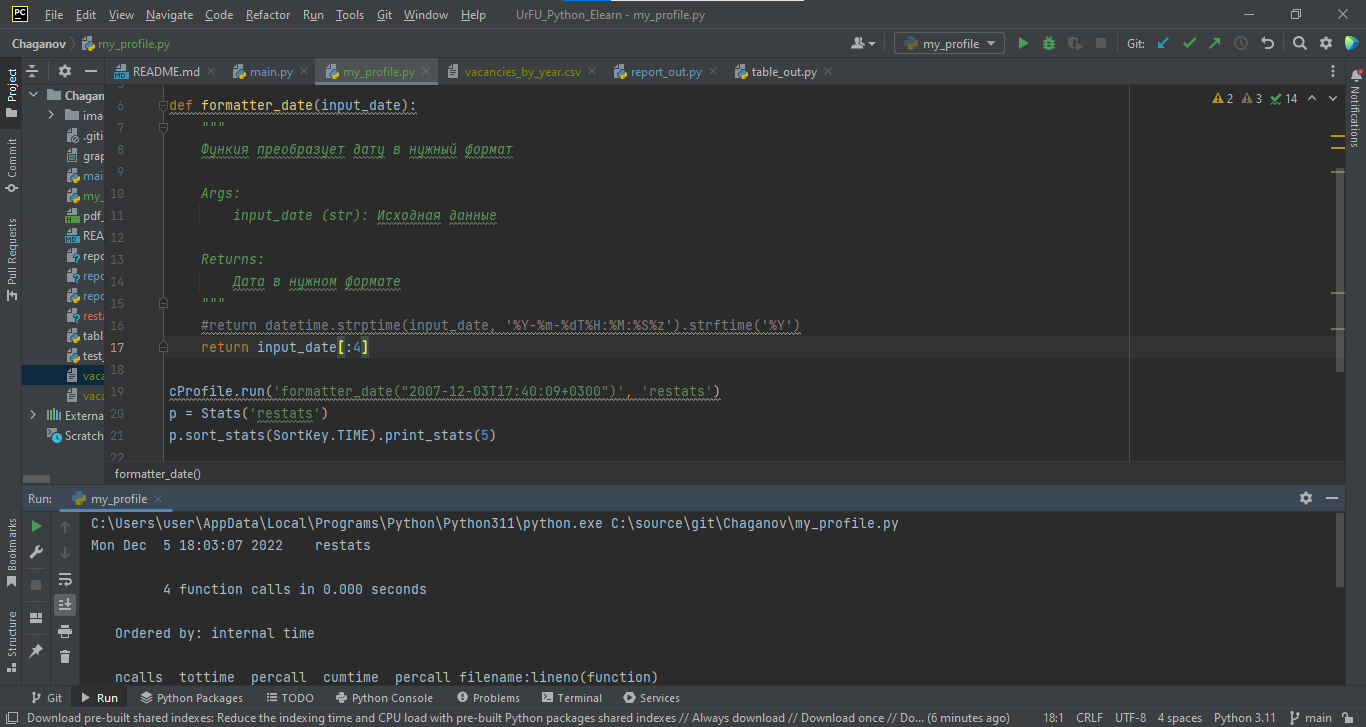 PC File Edit View Navigate Code Refactor Run Tools Git Window Help UrFU_Python_Elearn - my_profile.py
Chaganov my_profile.py my_profile Git:
Project README.md main.py my_profile.py vacancies_by_year.csv report_out.py table_out.py
Notifications
Commit
Pull Requests
Bookmarks
Structure
Chagan
ima
.giti
grap
mai
my_
pdf_
REA
repo
repo
repo
resta
table
test_
vaca
vaca
Externa
Scratch
2 3 14
6 def formatter_date(input_date):
7 """
8 Функия преобразует дату в нужный формат
9
10 Args:
11 input_date (str): Исходная данные
12
13 Returns:
14 Дата в нужном формате
15 """
16 #return datetime.strptime(input_date, '%Y-%m-%dT%H:%M:%S%z').strftime('%Y')
17 return input_date[:4]
18
19 cProfile.run('formatter_date("2007-12-03T17:40:09+0300")', 'restats')
20 p = Stats('restats')
21 p.sort_stats(SortKey.TIME).print_stats(5)
22
formatter_date()
Run: my_profile
C:\Users\user\AppData\Local\Programs\Python\Python311\python.exe C:\source\git\Chaganov\my_profile.py
Mon Dec  5 18:03:07 2022    restats
4 function calls in 0.000 seconds
Ordered by: internal time
ncalls  tottime  percall  cumtime  percall filename:lineno(function)
Git Run Python Packages TODO Python Console Problems Terminal Services
Download pre-built shared indexes: Reduce the indexing time and CPU load with pre-built Python packages shared indexes // Always download // Download once // Do... (6 minutes ago) 18:1 CRLF UTF-8 4 spaces Python 3.11 main